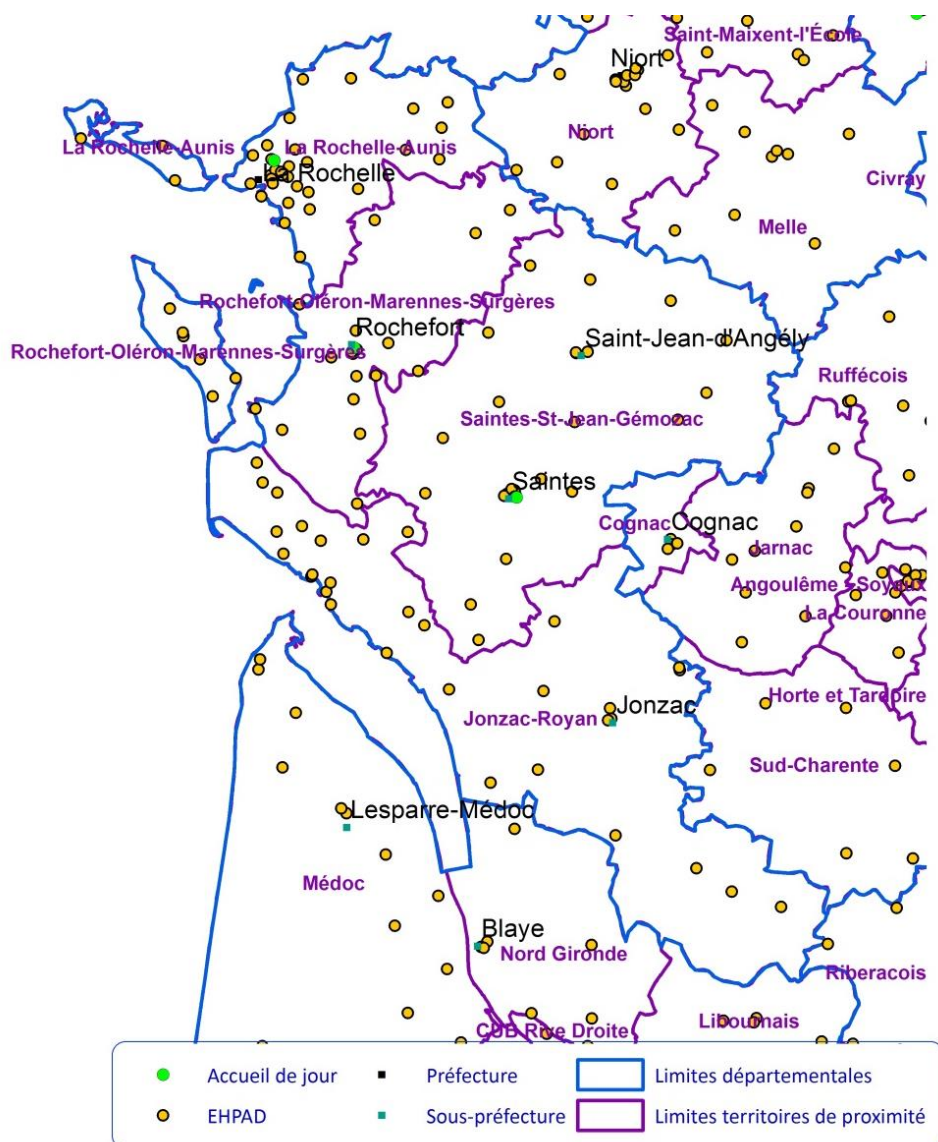 Saint-Maixent-l'École
Niort
Niort
La Rochelle-Aunis
La Rochelle-Aunis
La Rochelle
Civray
Melle
Rochefort-Oléron-Marennes-Surgères
Rochefort
Saint-Jean-d'Angély
Rochefort-Oléron-Marennes-Surgères
Ruffécois
Saintes-St-Jean-Gémozac
Saintes
Cognac
Cognac
Jarnac
Angoulême - Soyaux
La Couronne
Horte et Tardoire
Jonzac
Jonzac-Royan
Sud-Charente
Lesparre-Médoc
Médoc
Blaye
Nord Gironde
Riberacois
Libournais
CUB Rive Droite
Accueil de jour
Préfecture
Limites départementales
EHPAD
Sous-préfecture
Limites territoires de proximité